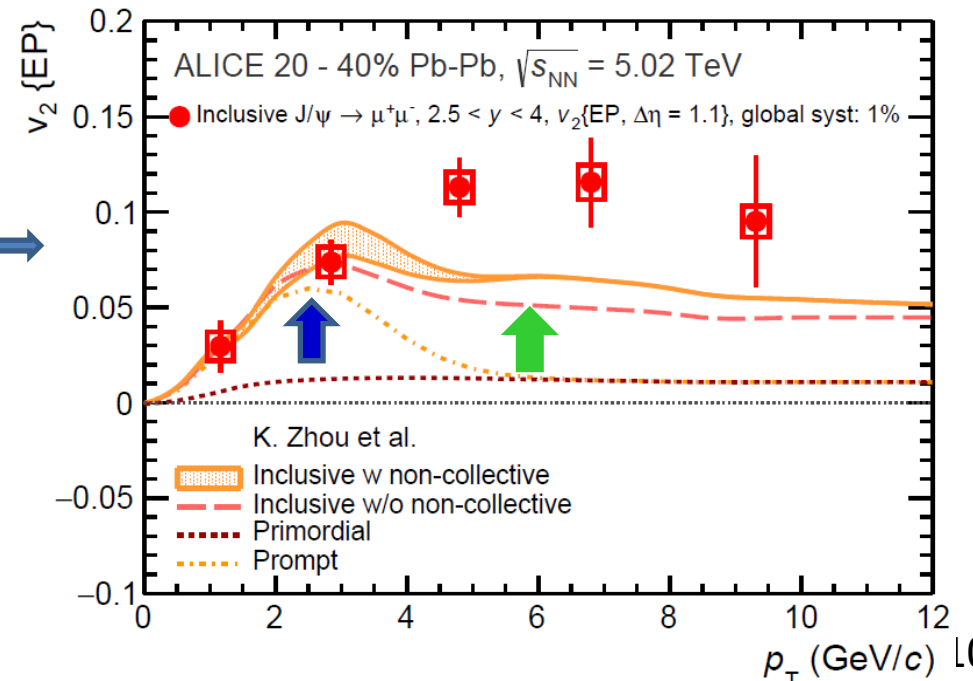 v₂ {EP}
0.2
0.15
0.1
0.05
0
−0.05
−0.1
ALICE 20 - 40% Pb-Pb, √sNN = 5.02 TeV
Inclusive J/ψ → μ⁺μ⁻, 2.5 < y < 4, v₂{EP, Δη = 1.1}, global syst: 1%
K. Zhou et al.
Inclusive w non-collective
Inclusive w/o non-collective
Primordial
Prompt
0 2 4 6 8 10 12
pT (GeV/c)